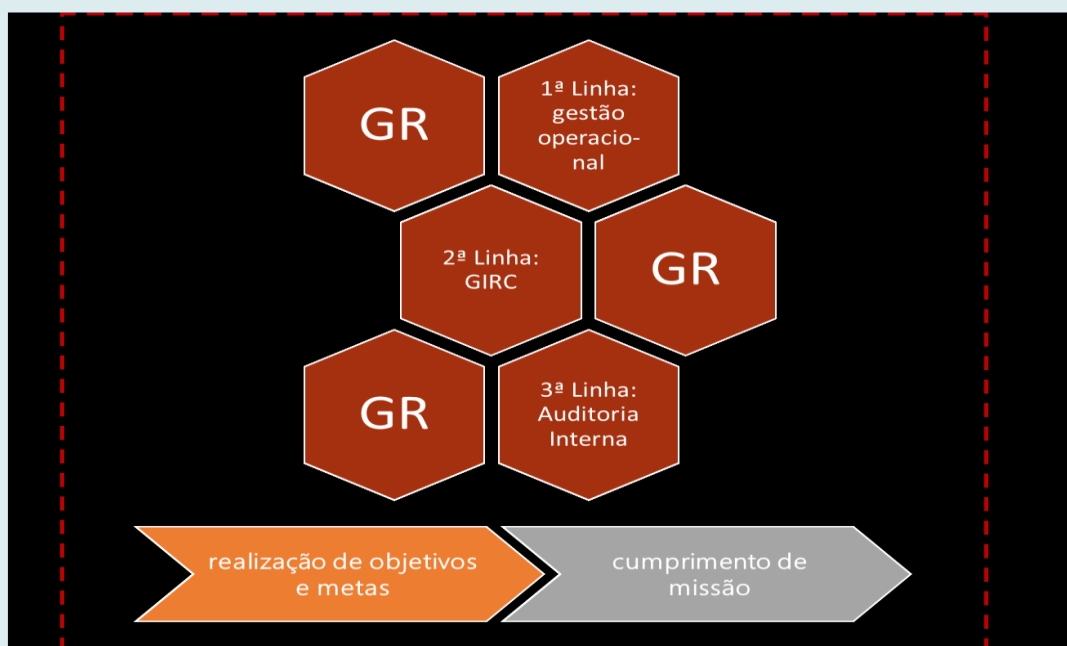 GR
1ª Linha:
gestão
operacio-
nal
2ª Linha:
GIRC
GR
GR
3ª Linha:
Auditoria
Interna
realização de objetivos
e metas
cumprimento de
missão